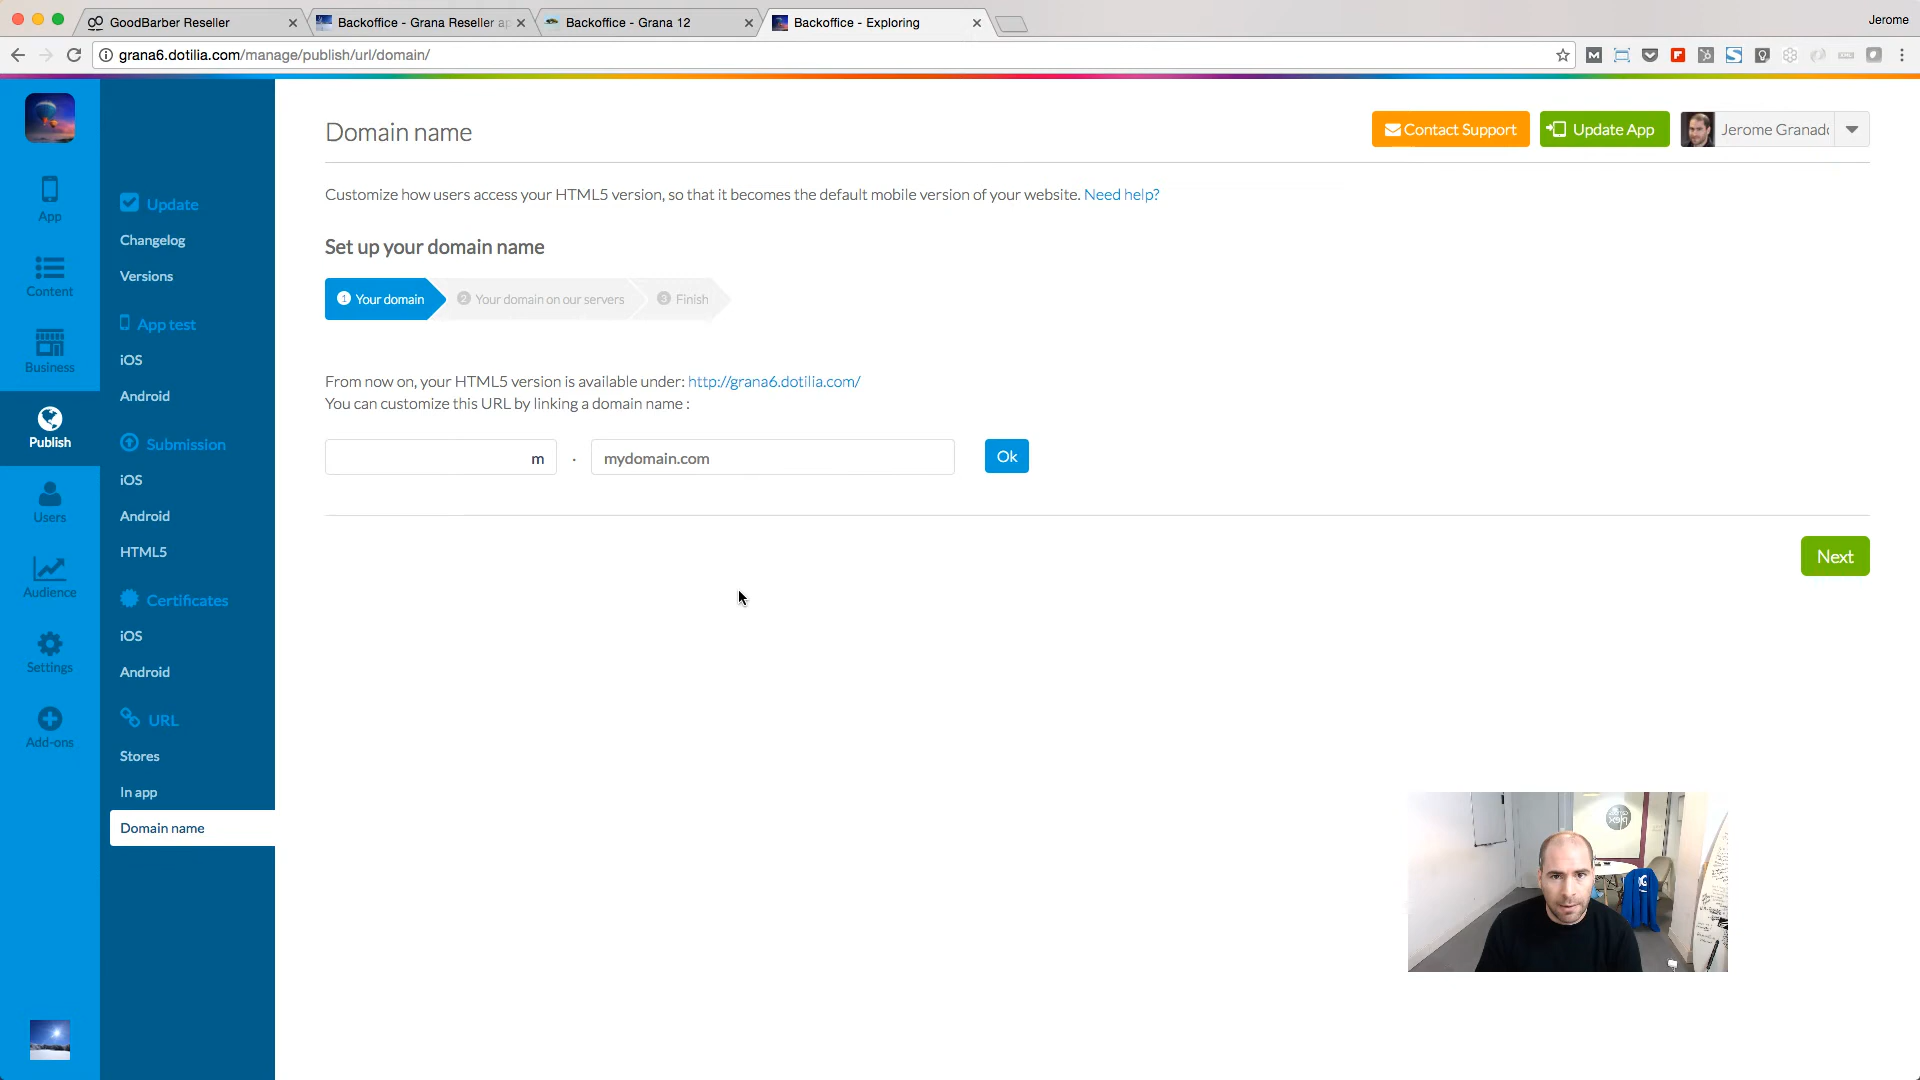 GoodBarber Reseller
Backoffice - Grana Reseller ap
Backoffice - Grana 12
Backoffice - Exploring
Jerome
grana6.dotilia.com/manage/publish/url/domain/
App
Content
Business
Publish
Users
Audience
Settings
Add-ons
Update
Changelog
Versions
App test
iOS
Android
Submission
iOS
Android
HTML5
Certificates
iOS
Android
URL
Stores
In app
Domain name
Domain name
Contact Support
Update App
Jerome Granado
Customize how users access your HTML5 version, so that it becomes the default mobile version of your website. Need help?
Set up your domain name
1 Your domain
2 Your domain on our servers
3 Finish
From now on, your HTML5 version is available under: http://grana6.dotilia.com/
You can customize this URL by linking a domain name :
m . mydomain.com Ok
Next